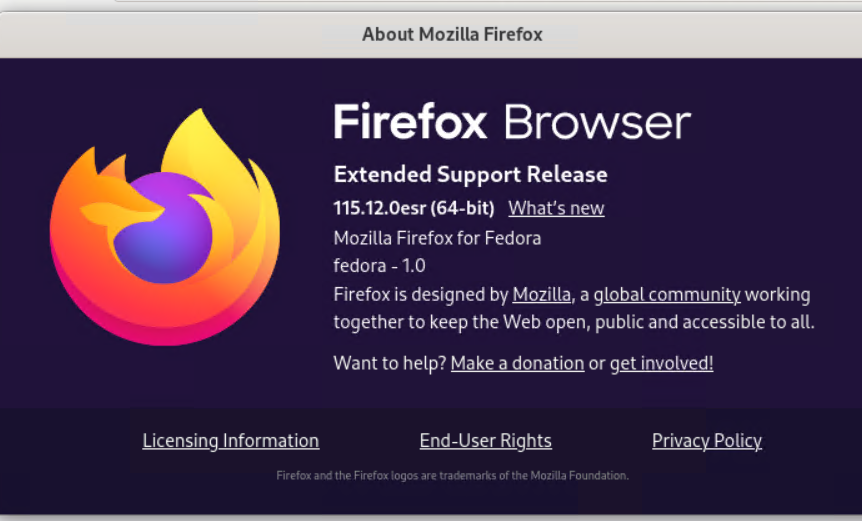 About Mozilla Firefox
Firefox Browser
Extended Support Release
115.12.0esr (64-bit) What's new
Mozilla Firefox for Fedora
fedora - 1.0
Firefox is designed by Mozilla, a global community working
together to keep the Web open, public and accessible to all.
Want to help? Make a donation or get involved!
Licensing Information End-User Rights Privacy Policy
Firefox and the Firefox logos are trademarks of the Mozilla Foundation.